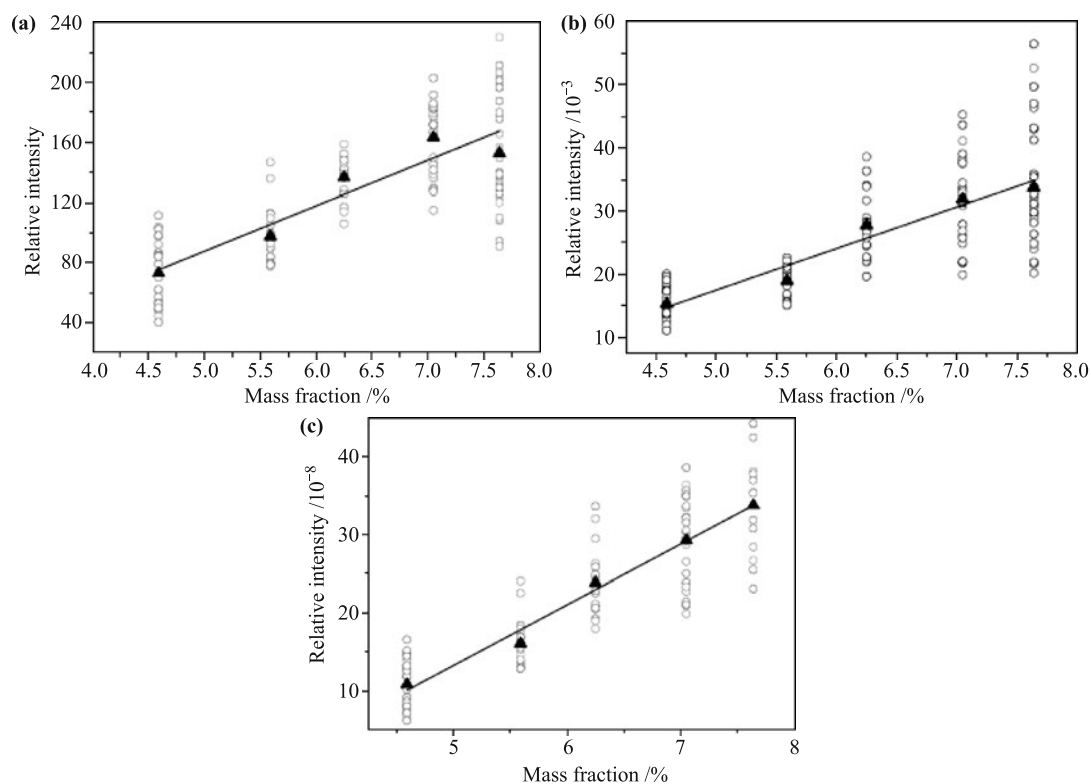 (a)
240
200
160
120
80
40
Relative intensity
4.0 4.5 5.0 5.5 6.0 6.5 7.0 7.5 8.0
Mass fraction /%
(b)
60
50
40
30
20
10
Relative intensity /10⁻³
4.5 5.0 5.5 6.0 6.5 7.0 7.5 8.0
Mass fraction /%
(c)
40
30
20
10
Relative intensity /10⁻⁸
5 6 7 8
Mass fraction /%